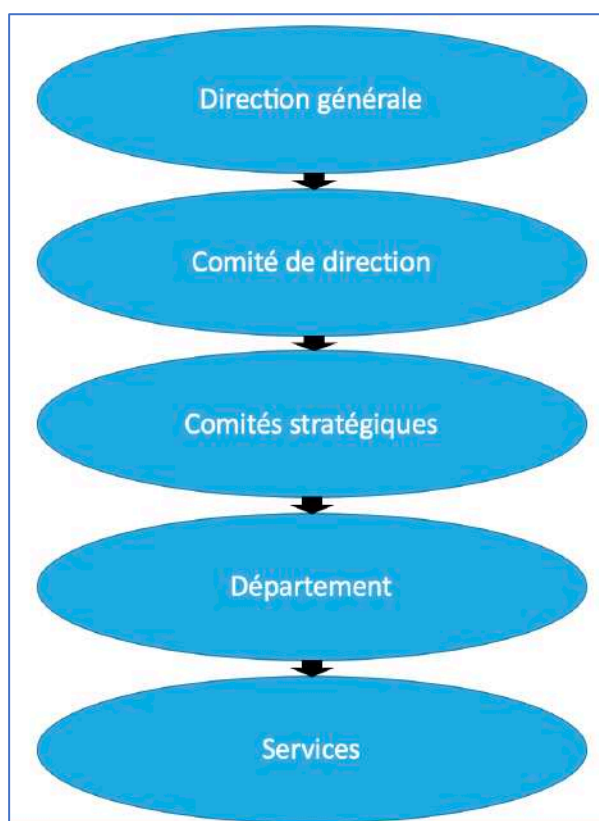 Direction générale
Comité de direction
Comités stratégiques
Département
Services